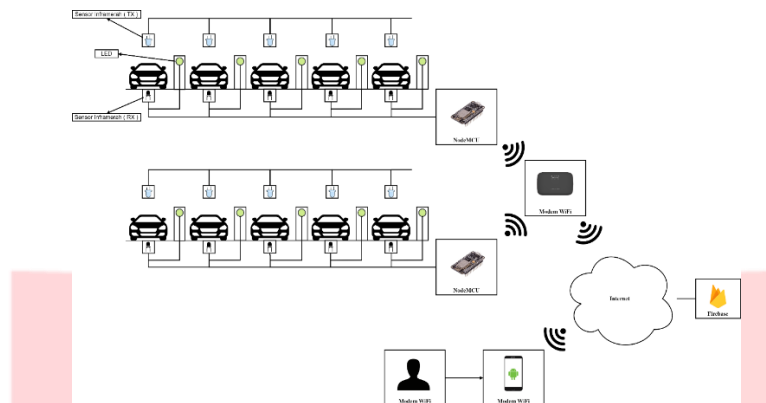 Sensor Inframerah ( TX )
LED
Sensor Inframerah ( RX )
NodeMCU
Modem WiFi
NodeMCU
Internet
Firebase
Modem WiFi
Modem WiFi